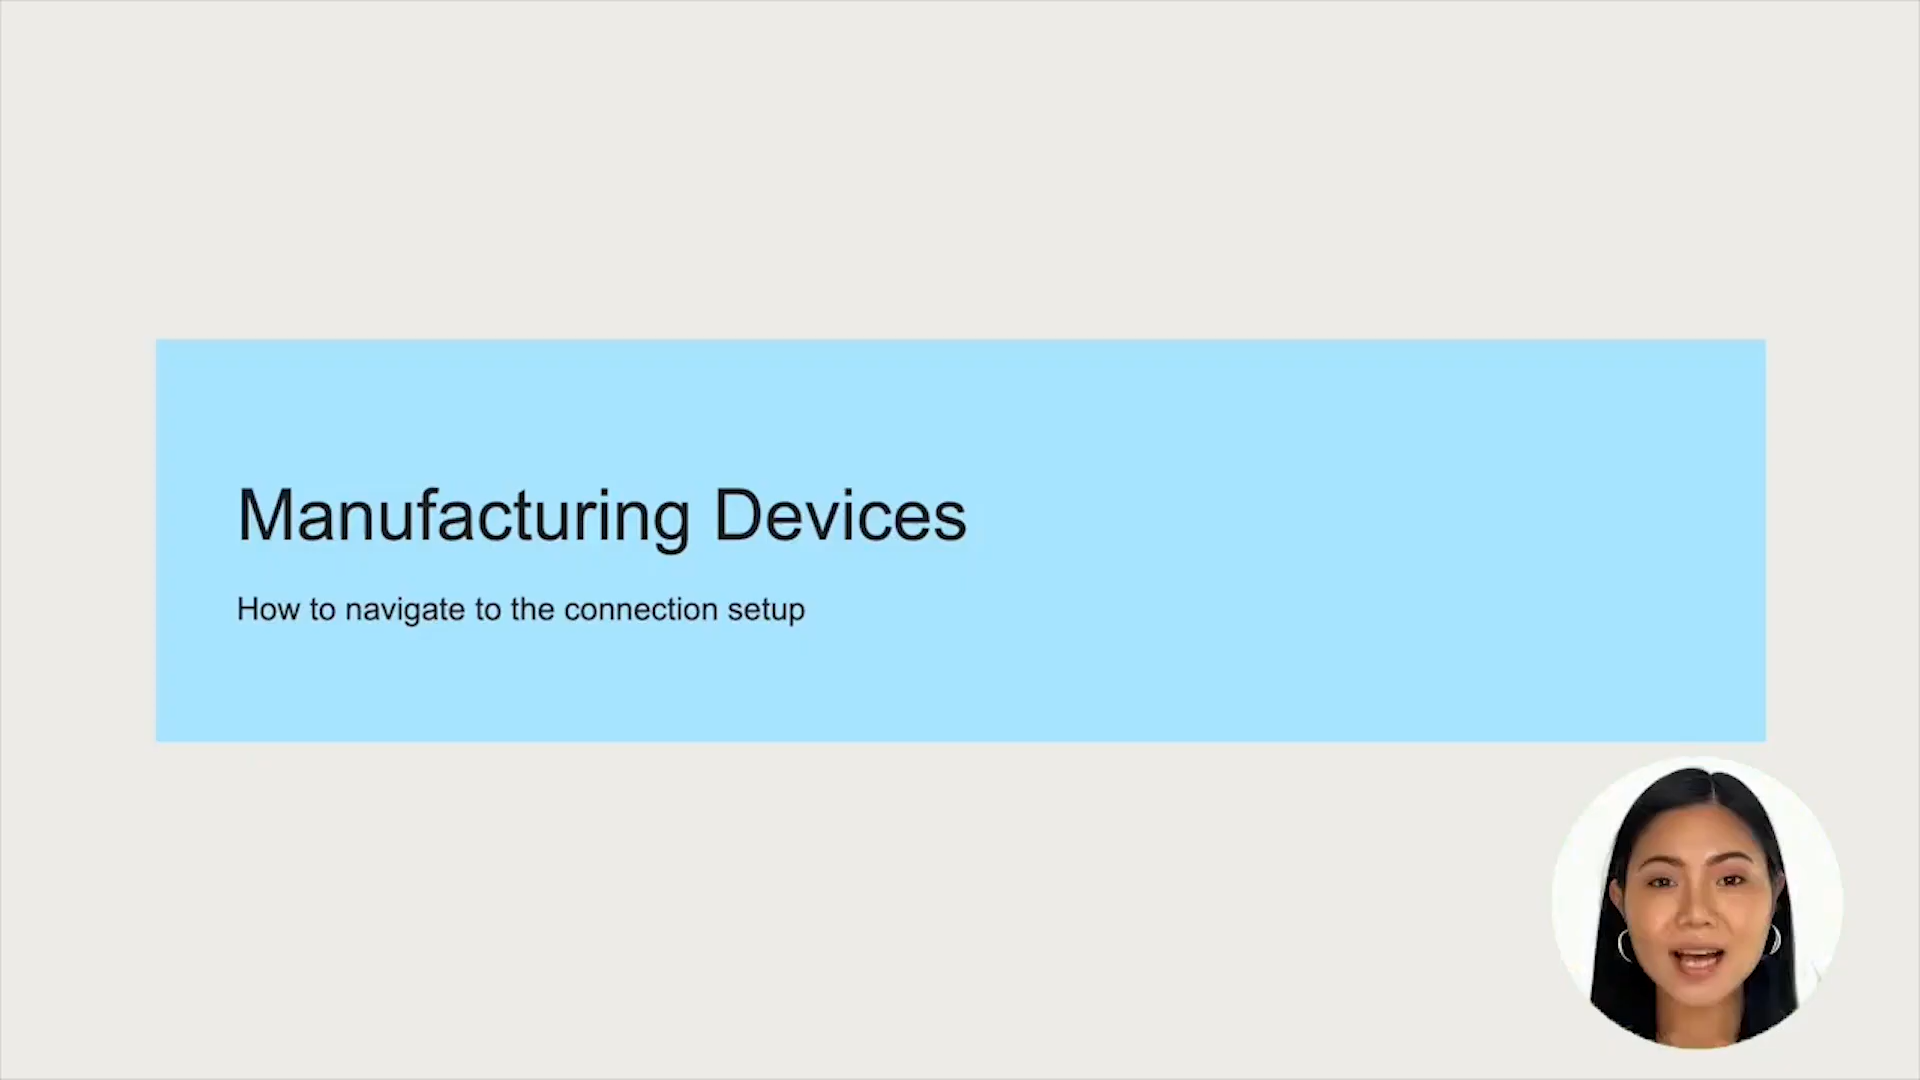 Manufacturing Devices
How to navigate to the connection setup